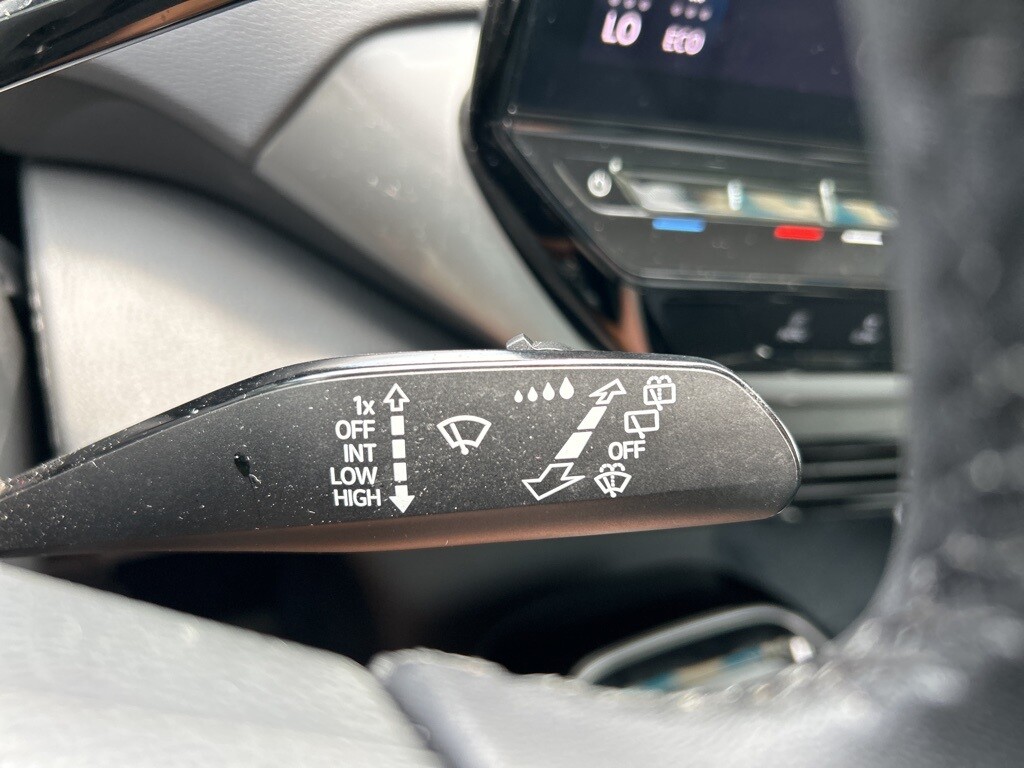 LO ECO
1x
OFF
INT
LOW
HIGH
OFF